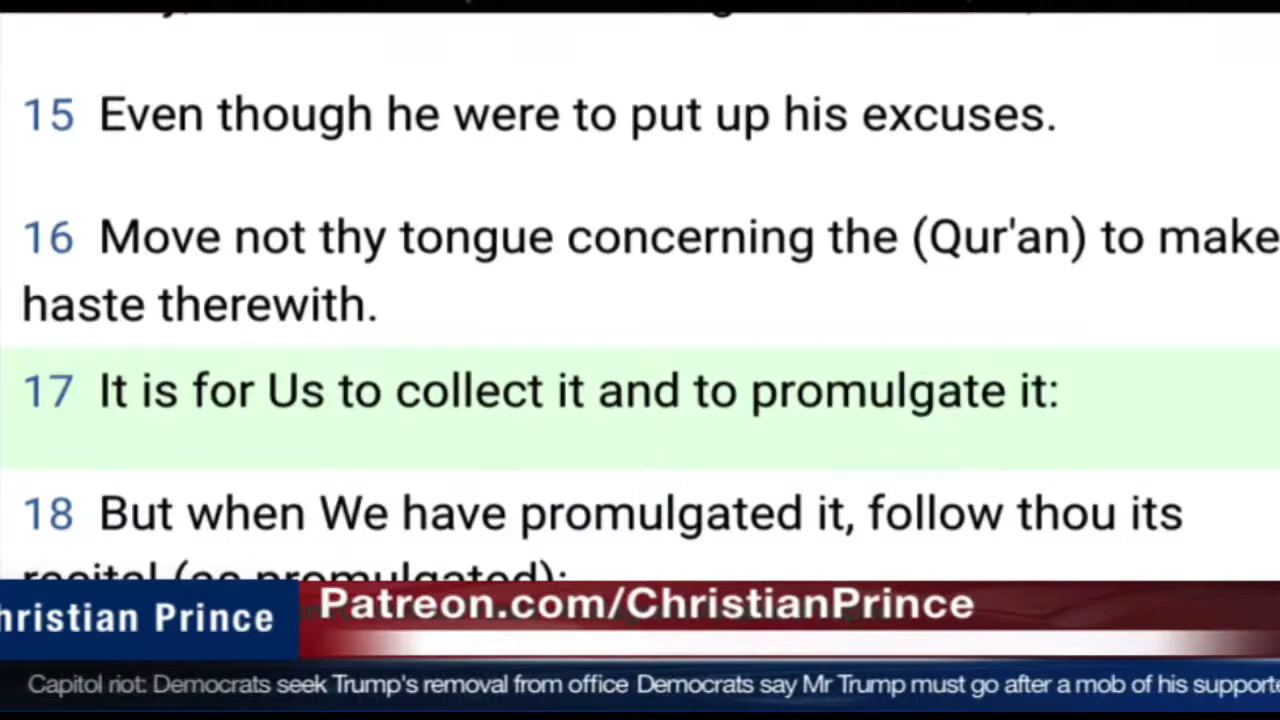 15 Even though he were to put up his excuses.
16 Move not thy tongue concerning the (Qur'an) to make
haste therewith.
17 It is for Us to collect it and to promulgate it:
18 But when We have promulgated it, follow thou its
recital (as promulgated):
hristian Prince
Patreon.com/ChristianPrince
Capitol riot: Democrats seek Trump's removal from office Democrats say Mr Trump must go after a mob of his supporte